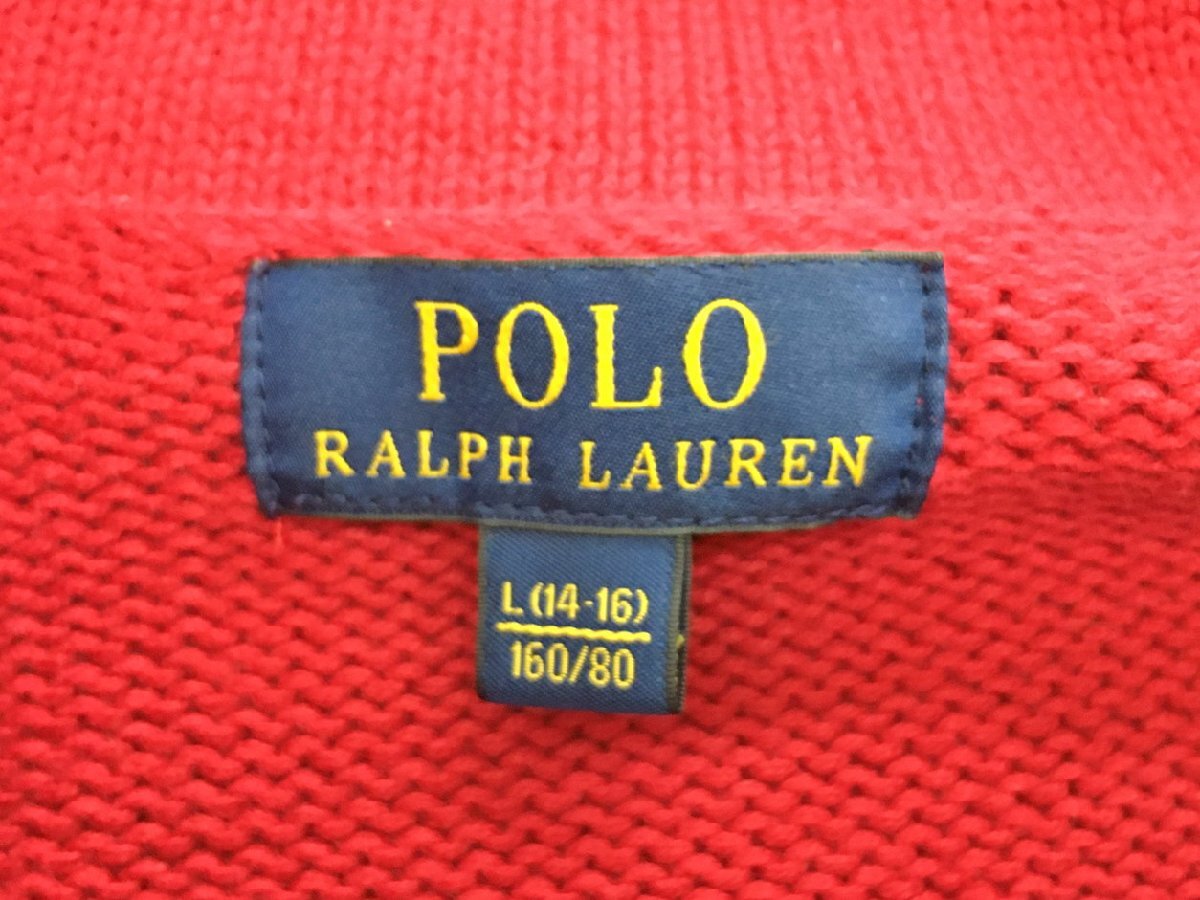 POLO
RALPH LAUREN
L (14-16)
160/80